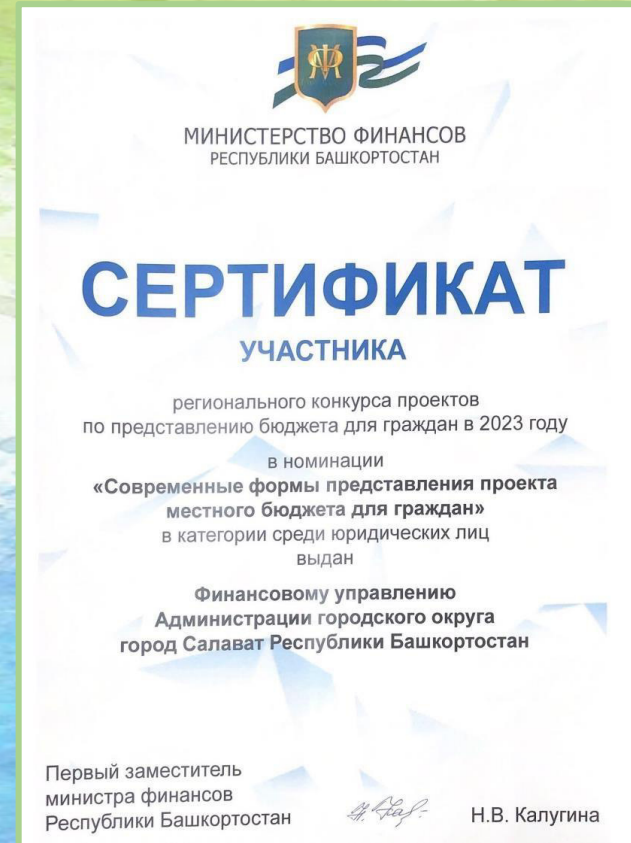 МИНИСТЕРСТВО ФИНАНСОВ
РЕСПУБЛИКИ БАШКОРТОСТАН
СЕРТИФИКАТ
УЧАСТНИКА
регионального конкурса проектов
по представлению бюджета для граждан в 2023 году
в номинации
«Современные формы представления проекта
местного бюджета для граждан»
в категории среди юридических лиц
выдан
Финансовому управлению
Администрации городского округа
город Салават Республики Башкортостан
Первый заместитель
министра финансов
Республики Башкортостан
Н.В. Калугина